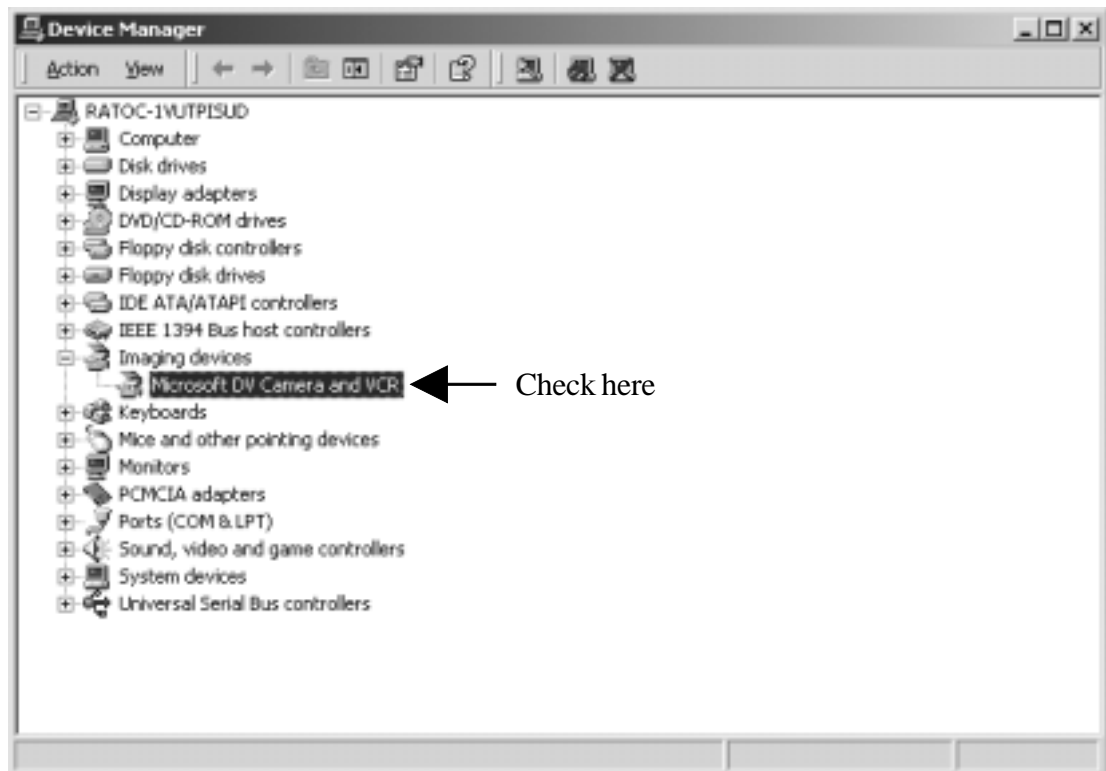 Device Manager
Action View
RATOC-1VUTPISUD
Computer
Disk drives
Display adapters
DVD/CD-ROM drives
Floppy disk controllers
Floppy disk drives
IDE ATA/ATAPI controllers
IEEE 1394 Bus host controllers
Imaging devices
Microsoft DV Camera and VCR Check here
Keyboards
Mice and other pointing devices
Monitors
PCMCIA adapters
Ports (COM & LPT)
Sound, video and game controllers
System devices
Universal Serial Bus controllers